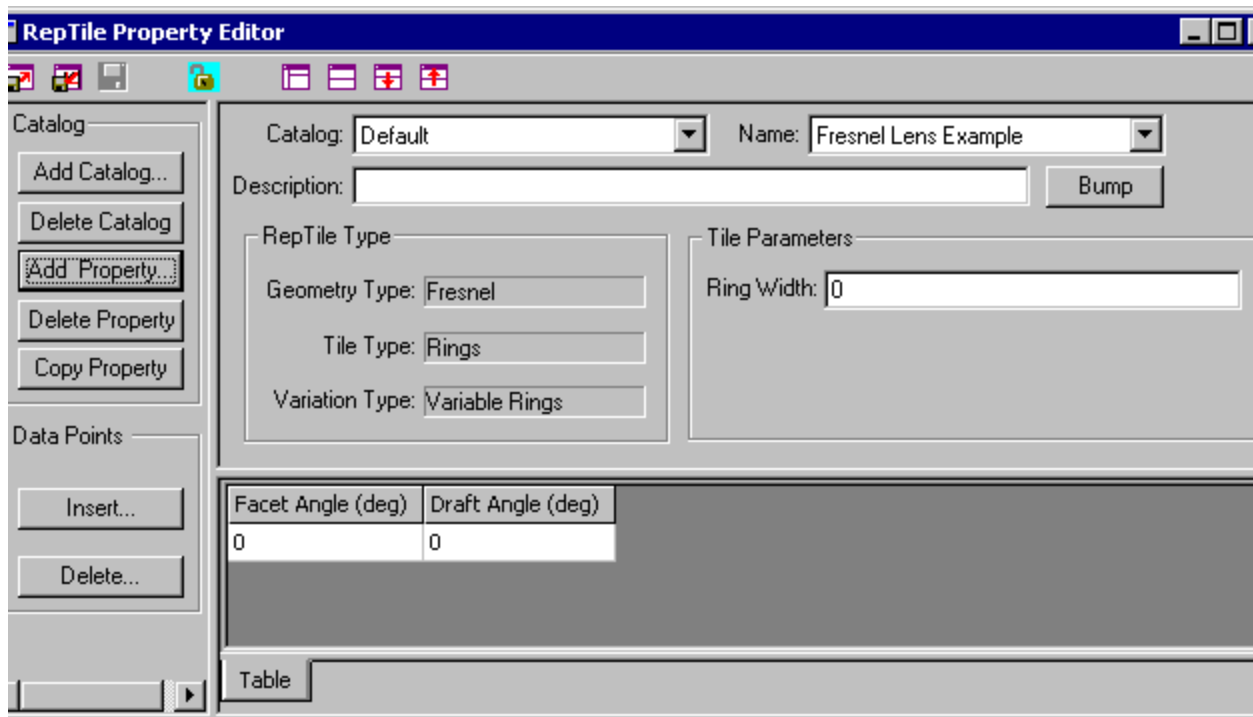 RepTile Property Editor
Catalog
Add Catalog...
Delete Catalog
Add Property...
Delete Property
Copy Property
Data Points
Insert...
Delete...
Catalog: Default Name: Fresnel Lens Example
Description: Bump
RepTile Type
Geometry Type: Fresnel
Tile Type: Rings
Variation Type: Variable Rings
Tile Parameters
Ring Width: 0
Facet Angle (deg) Draft Angle (deg)
0 0
Table